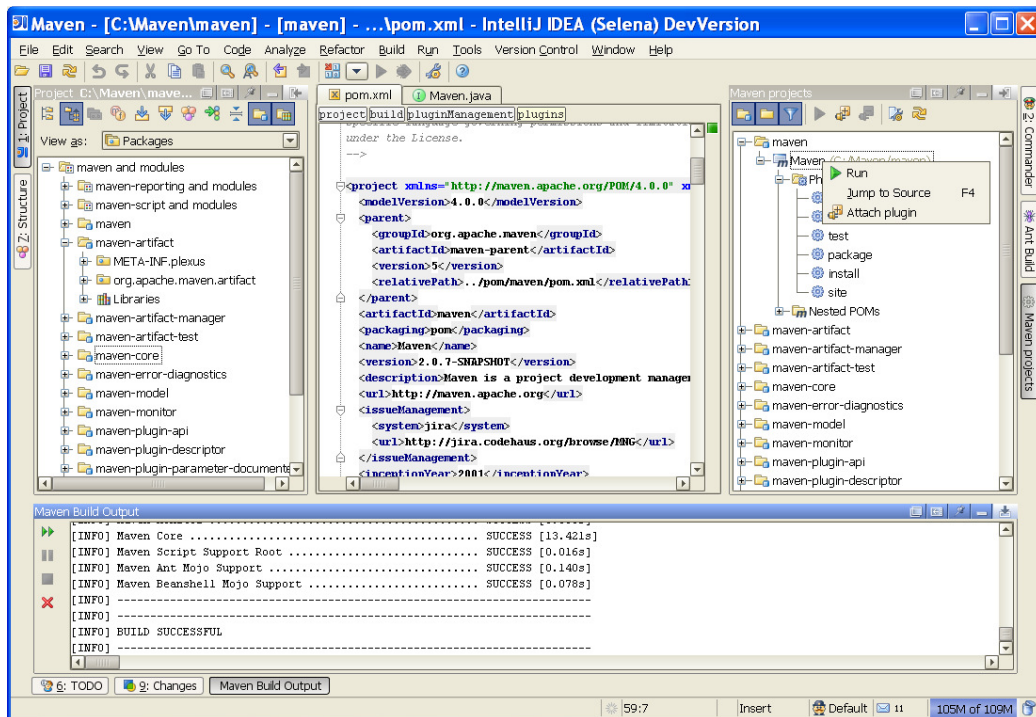 Maven - [C:\Maven\maven] - [maven] - ...\pom.xml - IntelliJ IDEA (Selena) DevVersion
File Edit Search View Go To Code Analyze Refactor Build Run Tools Version Control Window Help
1: Project
Z: Structure
Project C:\Maven\mave...
View as: Packages
maven and modules
maven-reporting and modules
maven-script and modules
maven
maven-artifact
META-INF.plexus
org.apache.maven.artifact
Libraries
maven-artifact-manager
maven-artifact-test
maven-core
maven-error-diagnostics
maven-model
maven-monitor
maven-plugin-api
maven-plugin-descriptor
maven-plugin-parameter-documente
pom.xml Maven.java
project build pluginManagement plugins
under the License.
-->
<project xmlns="http://maven.apache.org/POM/4.0.0" x
<modelVersion>4.0.0</modelVersion>
<parent>
<groupId>org.apache.maven</groupId>
<artifactId>maven-parent</artifactId>
<version>5</version>
<relativePath>../pom/maven/pom.xml</relativePath>
</parent>
<artifactId>maven</artifactId>
<packaging>pom</packaging>
<name>Maven</name>
<version>2.0.7-SNAPSHOT</version>
<description>Maven is a project development manage
<url>http://maven.apache.org</url>
<issueManagement>
<system>jira</system>
<url>http://jira.codehaus.org/browse/MNG</url>
</issueManagement>
<inceptionYear>2001</inceptionYear>
Maven projects
maven
Maven (C:/Maven/maven)
Ph
Run
Jump to Source F4
Attach plugin
test
package
install
site
Nested POMs
maven-artifact
maven-artifact-manager
maven-artifact-test
maven-core
maven-error-diagnostics
maven-model
maven-monitor
maven-plugin-api
maven-plugin-descriptor
2: Commander
Ant Build
Maven projects
Maven Build Output
[INFO] Maven Core ........................................ SUCCESS [13.421s]
[INFO] Maven Script Support Root ......................... SUCCESS [0.016s]
[INFO] Maven Ant Mojo Support ............................ SUCCESS [0.140s]
[INFO] Maven Beanshell Mojo Support ...................... SUCCESS [0.078s]
[INFO] ------------------------------------------------------------------------
[INFO] ------------------------------------------------------------------------
[INFO] BUILD SUCCESSFUL
[INFO] ------------------------------------------------------------------------
6: TODO 9: Changes Maven Build Output
59:7 Insert Default 11 105M of 109M